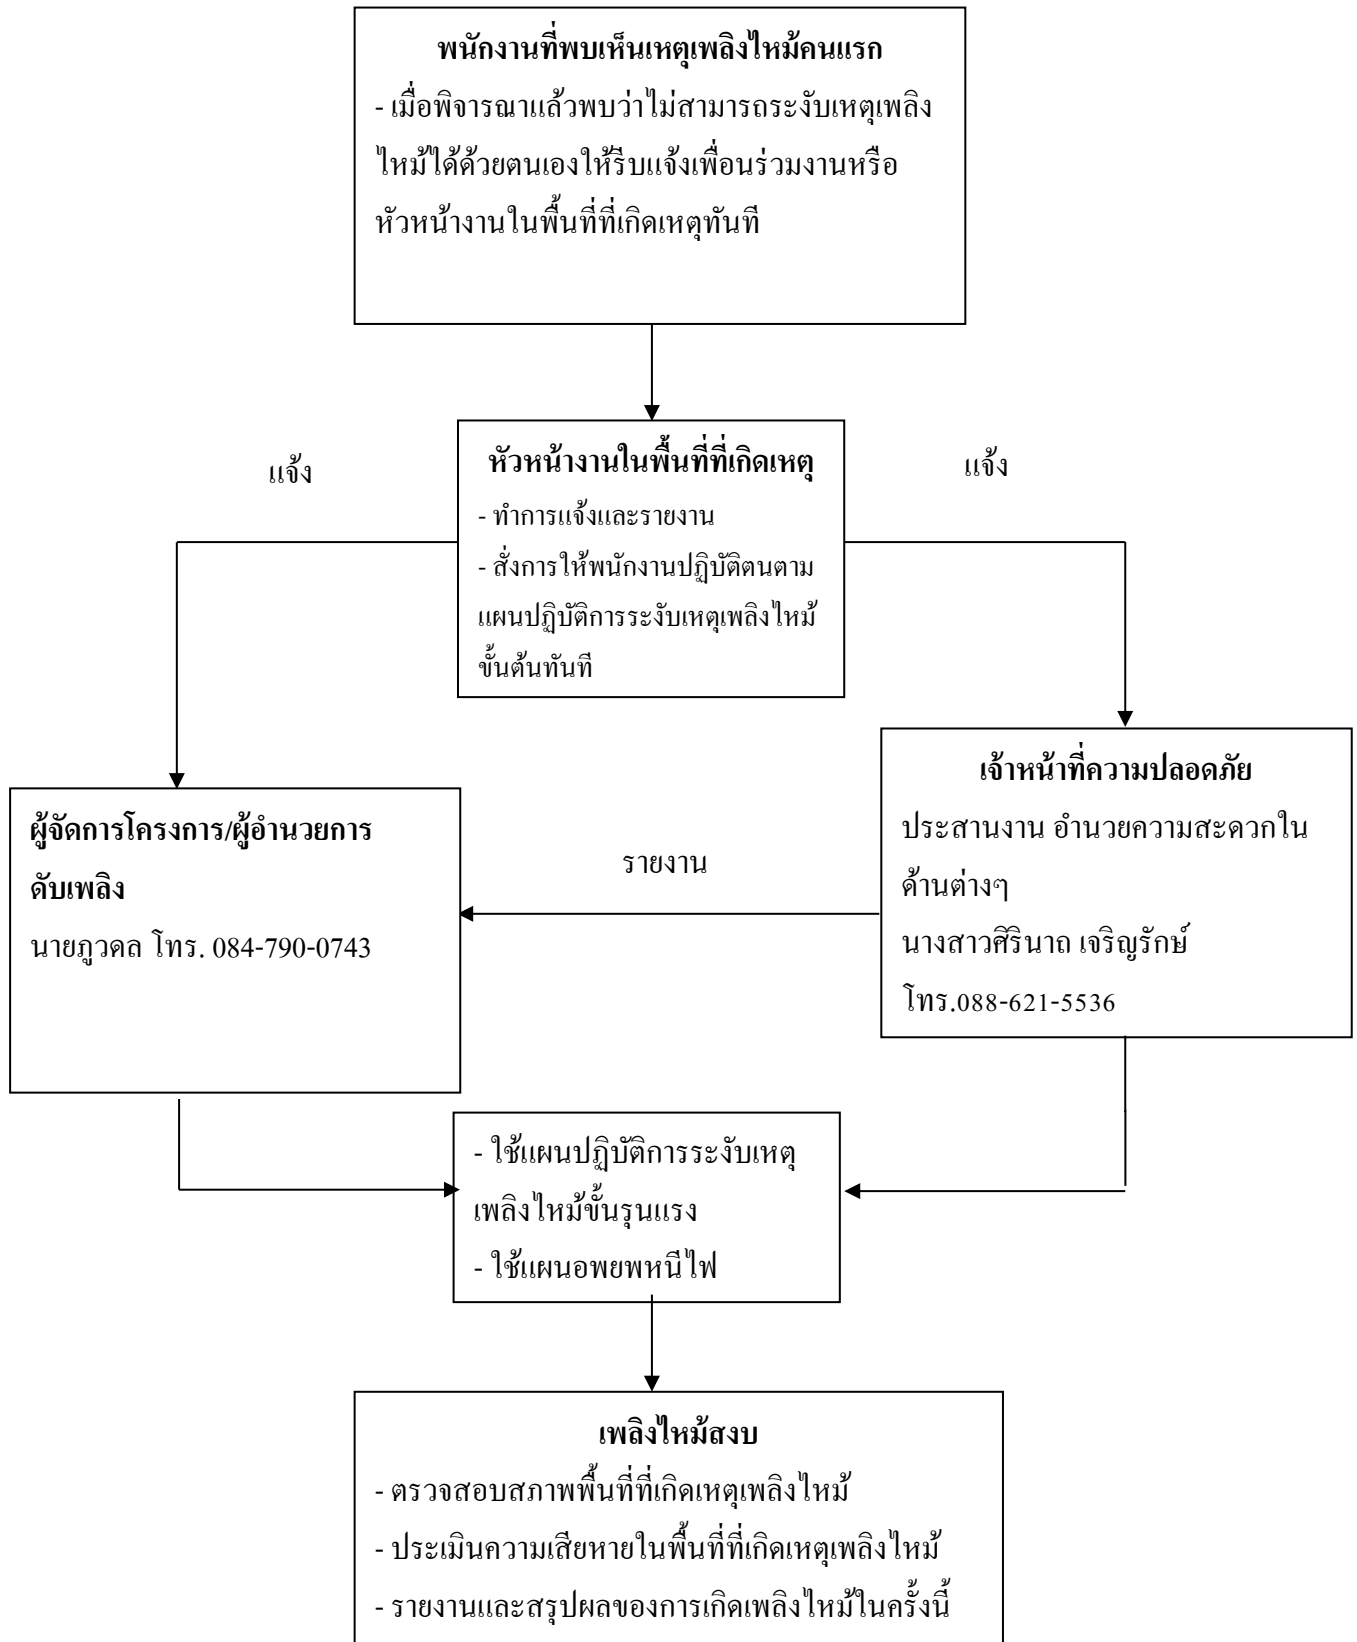 พนักงานที่พบเห็นเหตุเพลิงไหม้คนแรก
- เมื่อพิจารณาแล้วพบว่าไม่สามารถระงับเหตุเพลิง
ไหม้ได้ด้วยตนเองให้รีบแจ้งเพื่อนร่วมงานหรือ
หัวหน้างานในพื้นที่ที่เกิดเหตุทันที
แจ้ง
หัวหน้างานในพื้นที่ที่เกิดเหตุ
- ทำการแจ้งและรายงาน
- สั่งการให้พนักงานปฏิบัติตนตาม
แผนปฏิบัติการระงับเหตุเพลิงไหม้
ขั้นต้นทันที
แจ้ง
ผู้จัดการโครงการ/ผู้อำนวยการ
ดับเพลิง
นายภูวดล โทร. 084-790-0743
รายงาน
เจ้าหน้าที่ความปลอดภัย
ประสานงาน อำนวยความสะดวกใน
ด้านต่างๆ
นางสาวศิรินาถ เจริญรักษ์
โทร.088-621-5536
- ใช้แผนปฏิบัติการระงับเหตุ
เพลิงไหม้ขั้นรุนแรง
- ใช้แผนอพยพหนีไฟ
เพลิงไหม้สงบ
- ตรวจสอบสภาพพื้นที่ที่เกิดเหตุเพลิงไหม้
- ประเมินความเสียหายในพื้นที่ที่เกิดเหตุเพลิงไหม้
- รายงานและสรุปผลของการเกิดเพลิงไหม้ในครั้งนี้